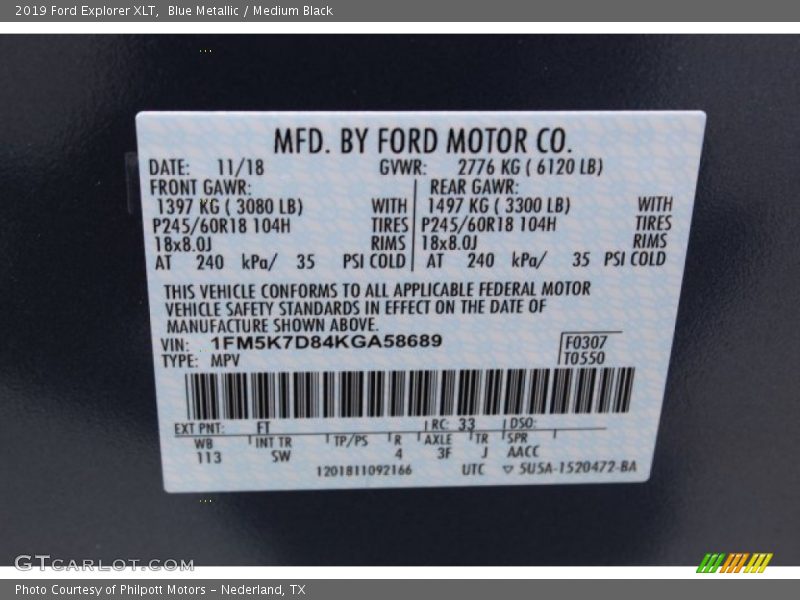 2019 Ford Explorer XLT,  Blue Metallic / Medium Black
MFD. BY FORD MOTOR CO.
DATE: 11/18 GVWR: 2776 KG ( 6120 LB)
FRONT GAWR: REAR GAWR:
1397 KG ( 3080 LB) WITH 1497 KG ( 3300 LB) WITH
P245/60R18 104H TIRES P245/60R18 104H TIRES
18x8.0J RIMS 18x8.0J RIMS
AT 240 kPa/ 35 PSI COLD AT 240 kPa/ 35 PSI COLD
THIS VEHICLE CONFORMS TO ALL APPLICABLE FEDERAL MOTOR
VEHICLE SAFETY STANDARDS IN EFFECT ON THE DATE OF
MANUFACTURE SHOWN ABOVE.
VIN: 1FM5K7D84KGA58689 F0307
TYPE: MPV T0550
EXT PNT: FT RC: 33 DSO:
WB INT TR TP/PS R AXLE TR SPR
113 SW 4 3F J AACC
1201811092166 UTC ▽ SU5A-1520472-BA
GTCARLOT.COM
Photo Courtesy of Philpott Motors - Nederland, TX